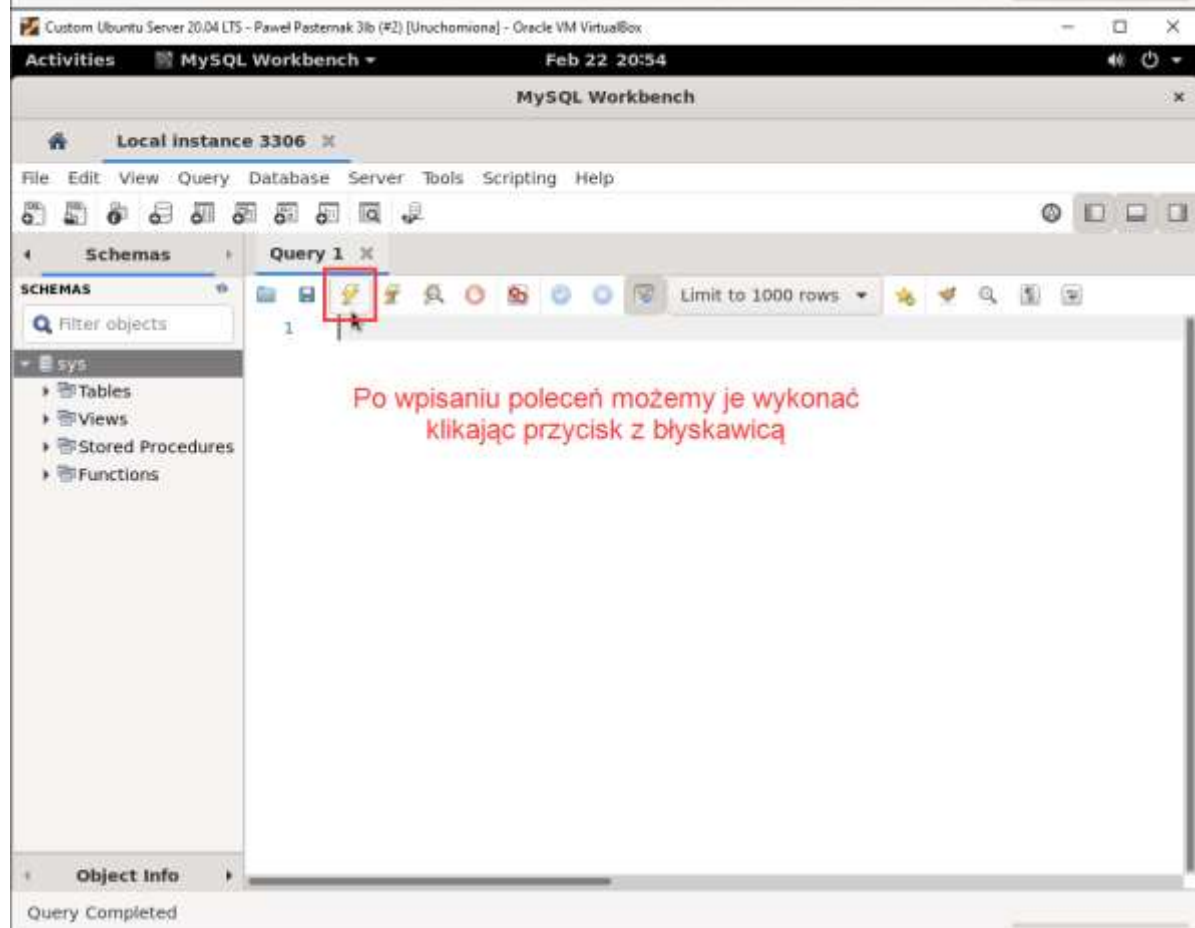 Custom Ubuntu Server 20.04 LTS - Paweł Pasternak 3lb (#2) [Uruchomiona] - Oracle VM VirtualBox
Activities MySQL Workbench Feb 22 20:54
MySQL Workbench
Local instance 3306
File Edit View Query Database Server Tools Scripting Help
Schemas Query 1
SCHEMAS
Limit to 1000 rows
Filter objects
1
sys
Tables
Views
Stored Procedures
Functions
Po wpisaniu poleceń możemy je wykonać
klikając przycisk z błyskawicą
Object Info
Query Completed